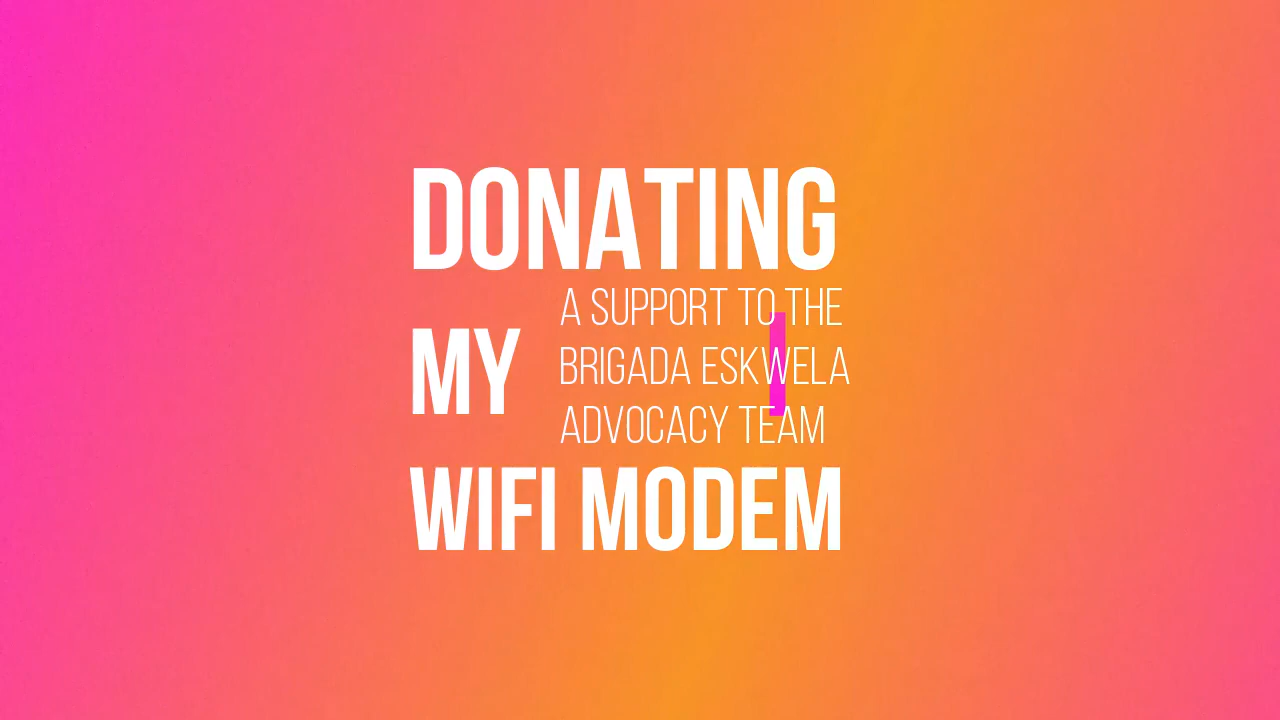 DONATING
MY
A SUPPORT TO THE
BRIGADA ESKWELA
ADVOCACY TEAM
WIFI MODEM